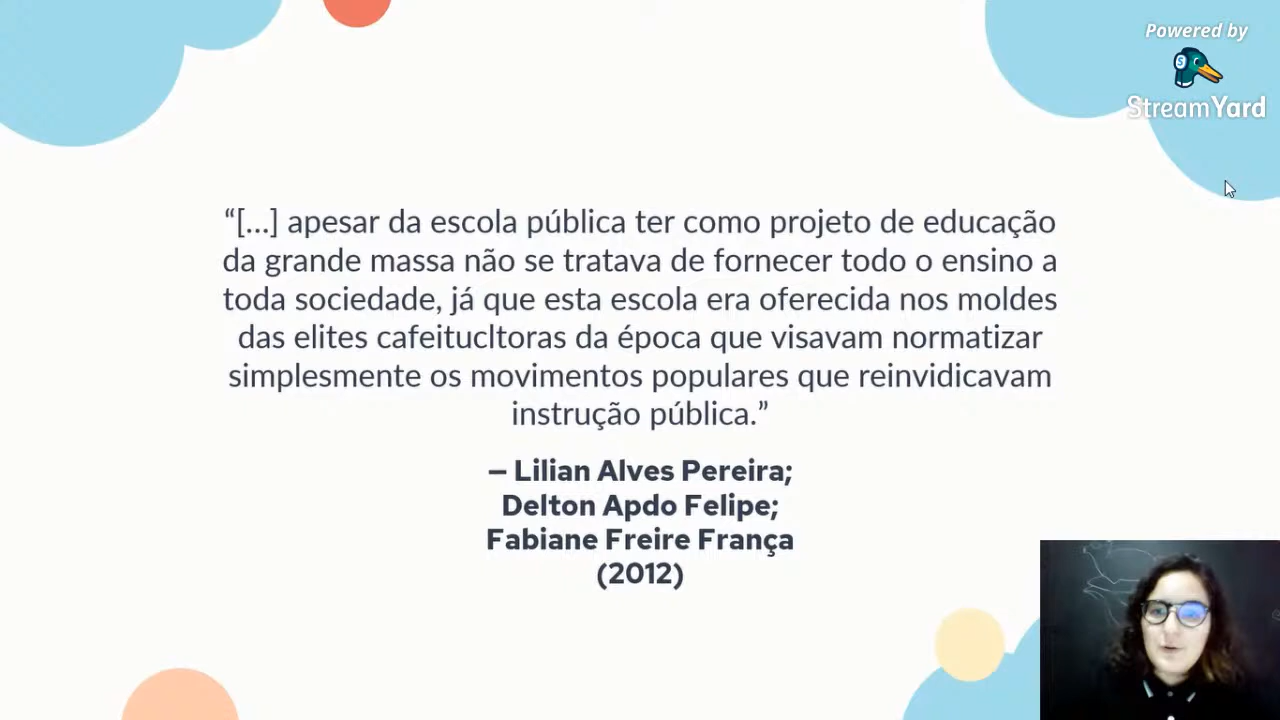 Powered by
StreamYard
“[...] apesar da escola pública ter como projeto de educação
da grande massa não se tratava de fornecer todo o ensino a
toda sociedade, já que esta escola era oferecida nos moldes
das elites cafeitucltoras da época que visavam normatizar
simplesmente os movimentos populares que reinvidicavam
instrução pública.”
– Lilian Alves Pereira;
Delton Apdo Felipe;
Fabiane Freire França
(2012)